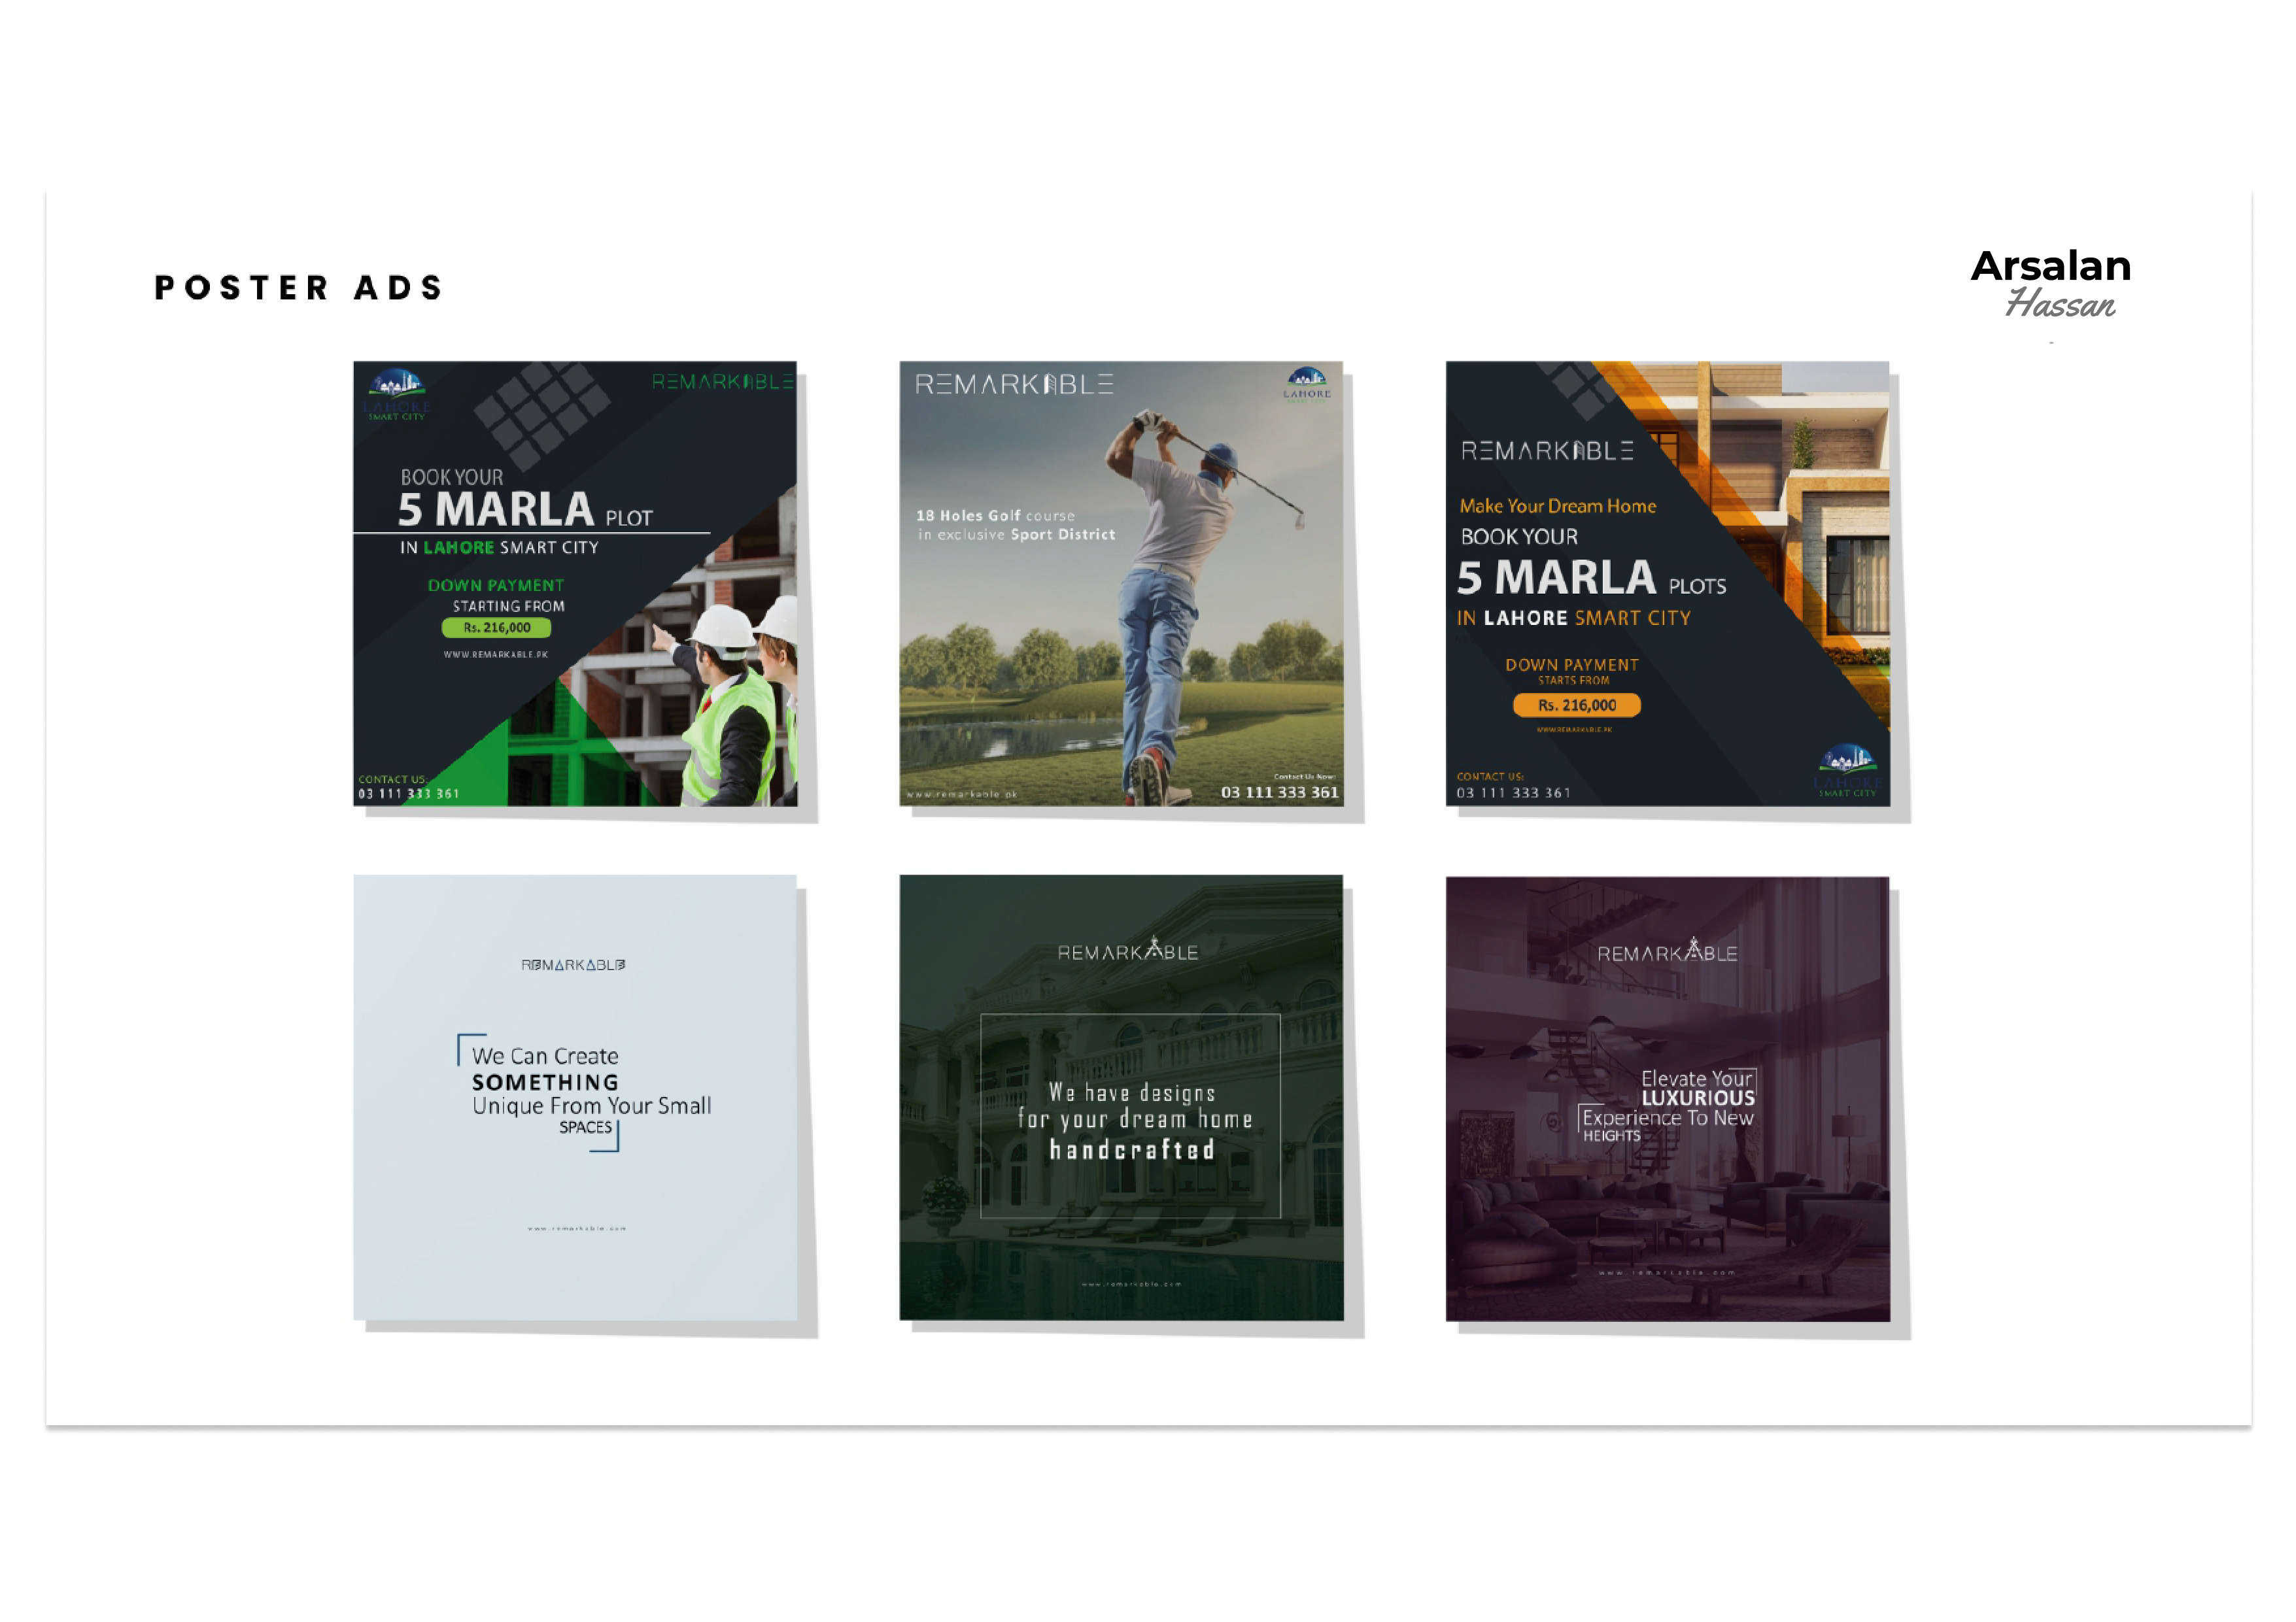 POSTER ADS
Arsalan
Hassan
LAHORE
SMART CITY
REMARKABLE
BOOK YOUR
5 MARLA PLOT
IN LAHORE SMART CITY
DOWN PAYMENT
STARTING FROM
Rs. 216,000
WWW.REMARKABLE.PK
CONTACT US:
03 111 333 361
REMARKABLE
LAHORE
SMART CITY
18 Holes Golf course
in exclusive Sport District
www.remarkable.pk
Contact Us Now:
03 111 333 361
REMARKABLE
Make Your Dream Home
BOOK YOUR
5 MARLA PLOTS
IN LAHORE SMART CITY
DOWN PAYMENT
STARTS FROM
Rs. 216,000
WWW.REMARKABLE.PK
CONTACT US:
03 111 333 361
LAHORE
SMART CITY
REMARKABLE
We Can Create
SOMETHING
Unique From Your Small
SPACES
www.remarkable.com
REMARKABLE
We have designs
for your dream home
handcrafted
www.remarkable.com
REMARKABLE
Elevate Your
LUXURIOUS
Experience To New
HEIGHTS
www.remarkable.com